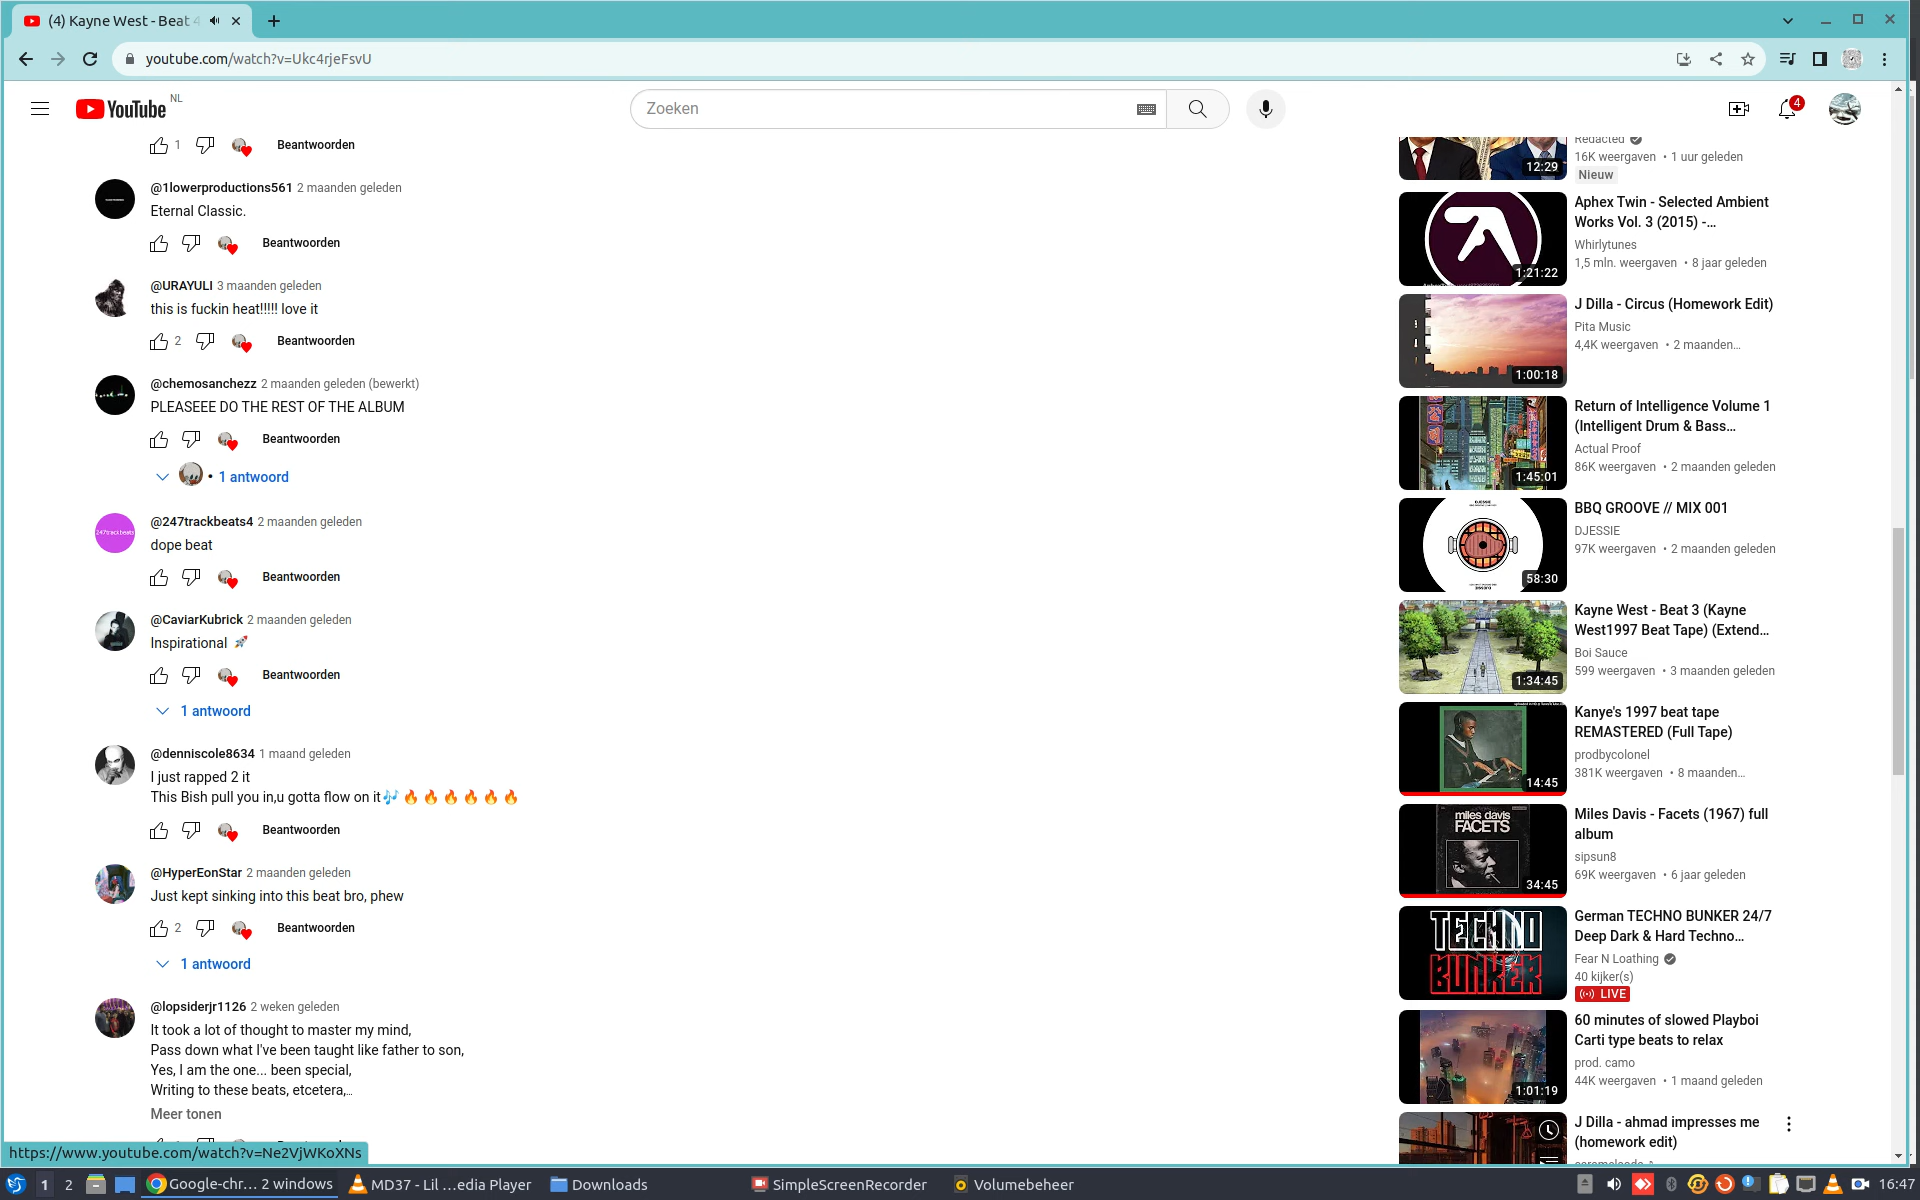 (4) Kayne West - Beat 4
youtube.com/watch?v=Ukc4rjeFsvU
YouTube NL
Zoeken
4
1
Beantwoorden
@1lowerproductions561 2 maanden geleden
Eternal Classic.
Beantwoorden
@URAYULI 3 maanden geleden
this is fuckin heat!!!!! love it
2
Beantwoorden
@chemosanchezz 2 maanden geleden (bewerkt)
PLEASEEE DO THE REST OF THE ALBUM
Beantwoorden
• 1 antwoord
247trackbeats
@247trackbeats4 2 maanden geleden
dope beat
Beantwoorden
@CaviarKubrick 2 maanden geleden
Inspirational 🚀
Beantwoorden
1 antwoord
@denniscole8634 1 maand geleden
I just rapped 2 it
This Bish pull you in,u gotta flow on it🎶 🔥 🔥 🔥 🔥 🔥 🔥
Beantwoorden
@HyperEonStar 2 maanden geleden
Just kept sinking into this beat bro, phew
2
Beantwoorden
1 antwoord
@lopsiderjr1126 2 weken geleden
It took a lot of thought to master my mind,
Pass down what I've been taught like father to son,
Yes, I am the one... been special,
Writing to these beats, etcetera,...
Meer tonen
12:29
Redacted
16K weergaven • 1 uur geleden
Nieuw
1:21:22
Aphex Twin - Selected Ambient
Works Vol. 3 (2015) -...
Whirlytunes
1,5 mln. weergaven • 8 jaar geleden
1:00:18
J Dilla - Circus (Homework Edit)
Pita Music
4,4K weergaven • 2 maanden...
1:45:01
Return of Intelligence Volume 1
(Intelligent Drum & Bass...
Actual Proof
86K weergaven • 2 maanden geleden
DJESSIE
58:30
BBQ GROOVE // MIX 001
DJESSIE
97K weergaven • 2 maanden geleden
1:34:45
Kayne West - Beat 3 (Kayne
West1997 Beat Tape) (Extend...
Boi Sauce
599 weergaven • 3 maanden geleden
14:45
Kanye's 1997 beat tape
REMASTERED (Full Tape)
prodbycolonel
381K weergaven • 8 maanden...
miles davis
FACETS
34:45
Miles Davis - Facets (1967) full
album
sipsun8
69K weergaven • 6 jaar geleden
TECHNO
BUNKER
German TECHNO BUNKER 24/7
Deep Dark & Hard Techno...
Fear N Loathing
40 kijker(s)
LIVE
1:01:19
60 minutes of slowed Playboi
Carti type beats to relax
prod. camo
44K weergaven • 1 maand geleden
J Dilla - ahmad impresses me
(homework edit)
https://www.youtube.com/watch?v=Ne2VjWKoXNs
1
2
Google-chr... 2 windows
MD37 - Lil ...edia Player
Downloads
SimpleScreenRecorder
Volumebeheer
16:47